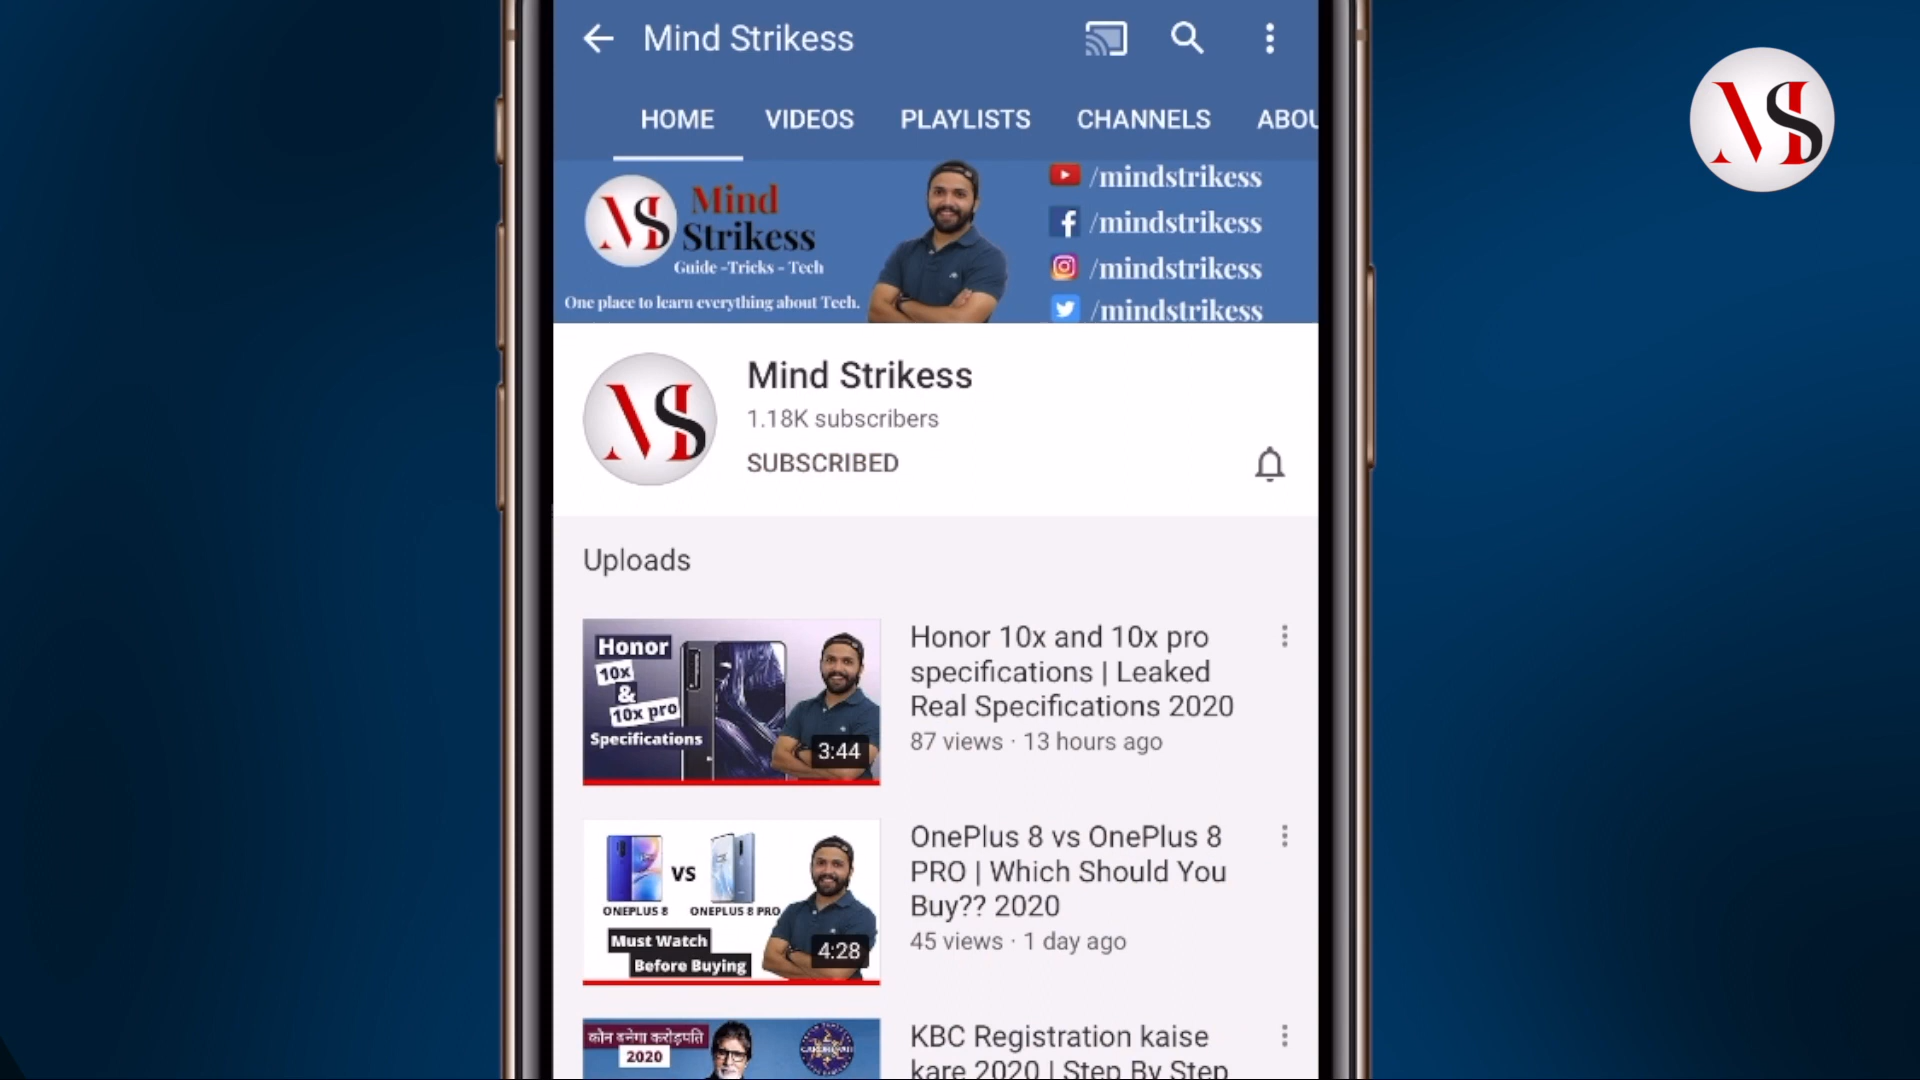 Mind Strikess
HOME VIDEOS PLAYLISTS CHANNELS ABOU
MS
MS Mind
Strikess
Guide -Tricks - Tech
One place to learn everything about Tech.
/mindstrikess
/mindstrikess
/mindstrikess
/mindstrikess
MS
Mind Strikess
1.18K subscribers
SUBSCRIBED
Uploads
Honor
10x
&
10x pro
Specifications
3:44
Honor 10x and 10x pro
specifications | Leaked
Real Specifications 2020
87 views · 13 hours ago
VS
ONEPLUS 8 ONEPLUS 8 PRO
Must Watch
Before Buying
4:28
OnePlus 8 vs OnePlus 8
PRO | Which Should You
Buy?? 2020
45 views · 1 day ago
कौन बनेगा करोड़पति
2020
KBC Registration kaise
kare 2020 | Step By Step